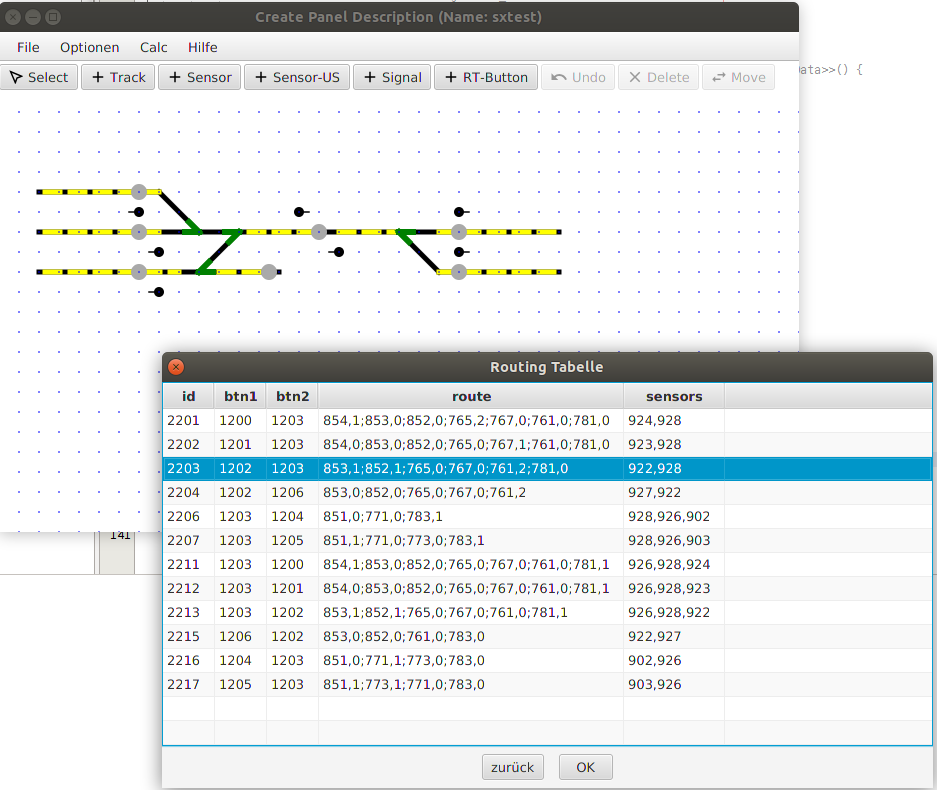 Create Panel Description (Name: sxtest)
File Optionen Calc Hilfe
Select + Track + Sensor + Sensor-US + Signal + RT-Button Undo Delete Move
ata>>() {
Routing Tabelle
id btn1 btn2 route sensors
2201 1200 1203 854,1;853,0;852,0;765,2;767,0;761,0;781,0 924,928
2202 1201 1203 854,0;853,0;852,0;765,0;767,1;761,0;781,0 923,928
2203 1202 1203 853,1;852,1;765,0;767,0;761,2;781,0 922,928
2204 1202 1206 853,0;852,0;765,0;767,0;761,2 927,922
2206 1203 1204 851,0;771,0;783,1 928,926,902
2207 1203 1205 851,1;771,0;773,0;783,1 928,926,903
2211 1203 1200 854,1;853,0;852,0;765,0;767,0;761,0;781,1 926,928,924
2212 1203 1201 854,0;853,0;852,0;765,0;767,0;761,0;781,1 926,928,923
2213 1203 1202 853,1;852,1;765,0;767,0;761,0;781,1 926,928,922
2215 1206 1202 853,0;852,0;761,0;783,0 922,927
2216 1204 1203 851,0;771,1;773,0;783,0 902,926
2217 1205 1203 851,1;773,1;771,0;783,0 903,926
141
zurück OK